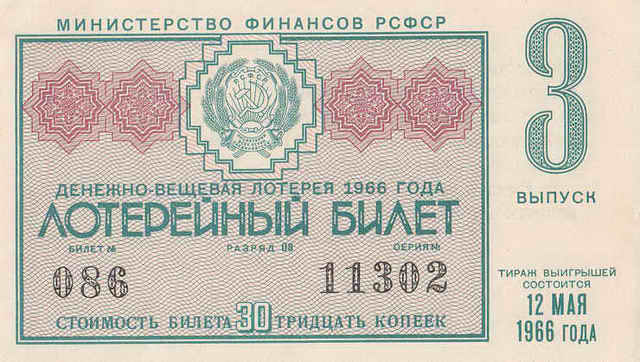 МИНИСТЕРСТВО ФИНАНСОВ РСФСР
РСФСР
ДЕНЕЖНО-ВЕЩЕВАЯ ЛОТЕРЕЯ 1966 ГОДА
ЛОТЕРЕЙНЫЙ БИЛЕТ
БИЛЕТ № РАЗРЯД 08 СЕРИЯ №
086 11302
СТОИМОСТЬ БИЛЕТА 30 ТРИДЦАТЬ КОПЕЕК
3
ВЫПУСК
ТИРАЖ ВЫИГРЫШЕЙ
СОСТОИТСЯ
12 МАЯ
1966 ГОДА